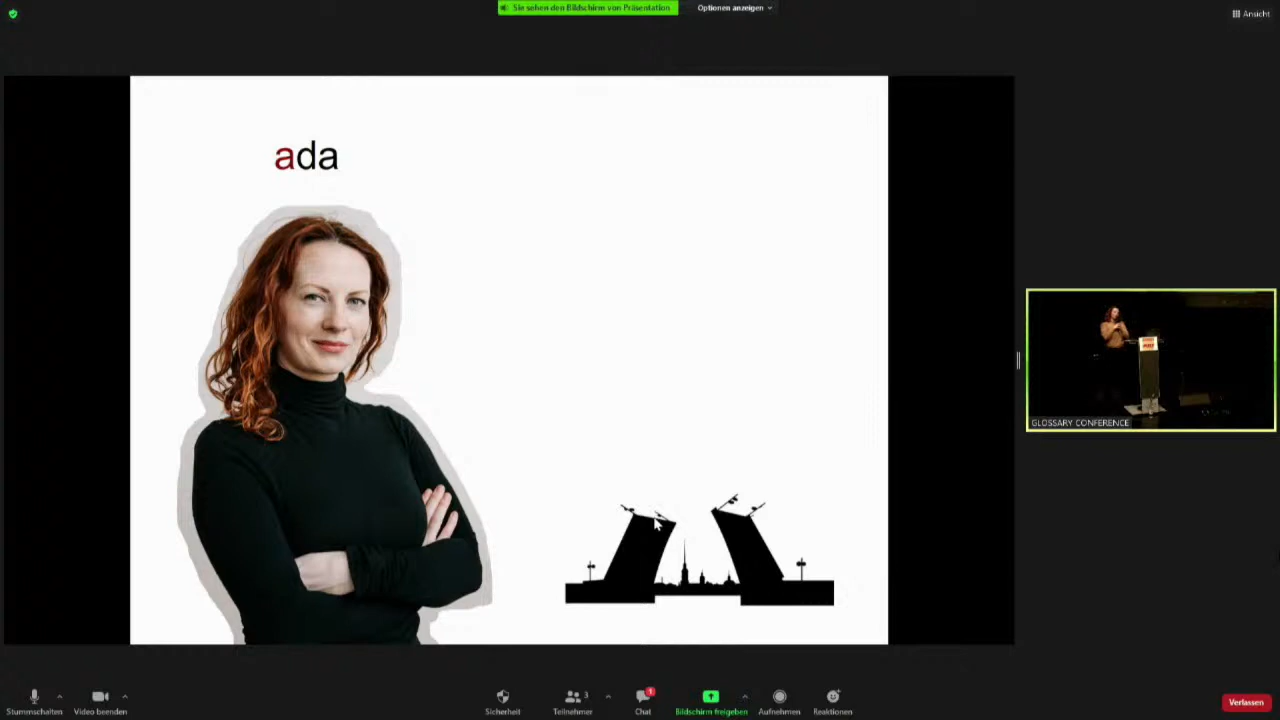 Sie sehen den Bildschirm von Präsentation
Optionen anzeigen
Ansicht
ada
GLOSSARY CONFERENCE
Stummschalten
Video beenden
Sicherheit
3
Teilnehmer
1
Chat
Bildschirm freigeben
Aufnehmen
Reaktionen
Verlassen